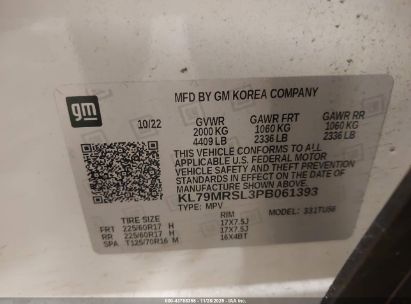 MFD BY GM KOREA COMPANY
gm
10/22 GVWR GAWR FRT GAWR RR
2000 KG 1060 KG 1060 KG
4409 LB 2336 LB 2336 LB
THIS VEHICLE CONFORMS TO ALL
APPLICABLE U.S. FEDERAL MOTOR
VEHICLE SAFETY AND THEFT PREVENTION
STANDARDS IN EFFECT ON THE DATE OF
MANUFACTURE SHOWN ABOVE.
KL79MRSL3PB061393
TYPE: MPV MODEL: 331TU56
TIRE SIZE RIM
FRT 225/60R17 H 17X7.5J
RR 225/60R17 H 17X7.5J
SPA T125/70R16 M 16X4BT